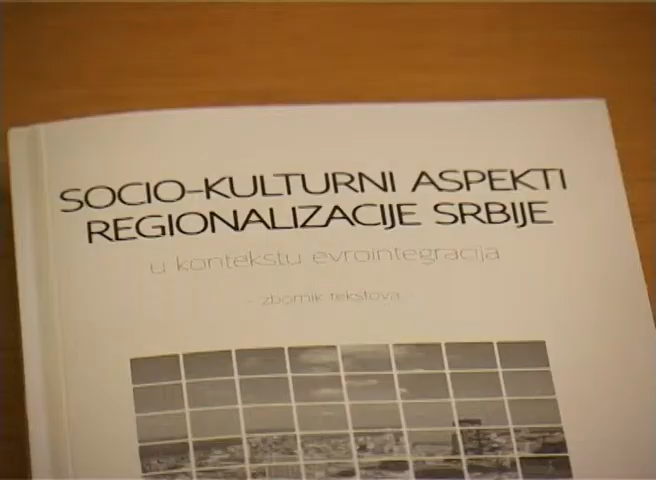 SOCIO-KULTURNI ASPEKTI
REGIONALIZACIJE SRBIJE
u kontekstu evrointegracija
- zbornik tekstova -